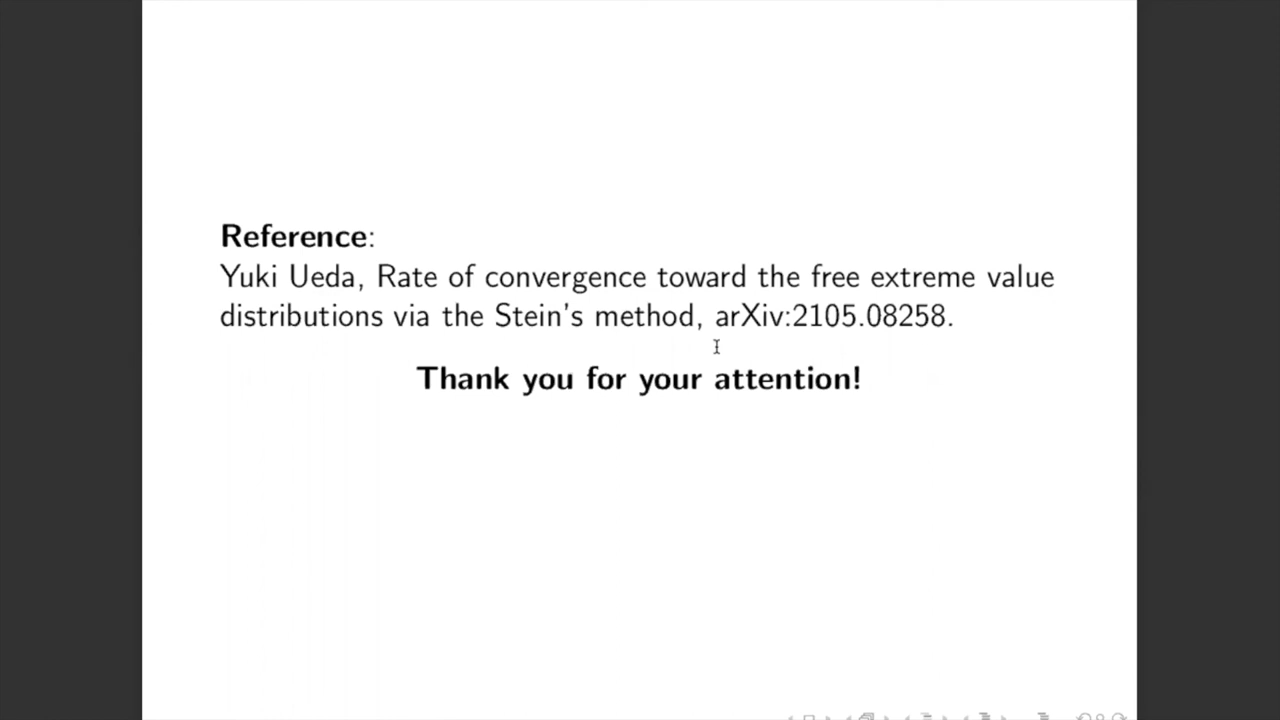 Reference:
Yuki Ueda, Rate of convergence toward the free extreme value
distributions via the Stein's method, arXiv:2105.08258.
Thank you for your attention!